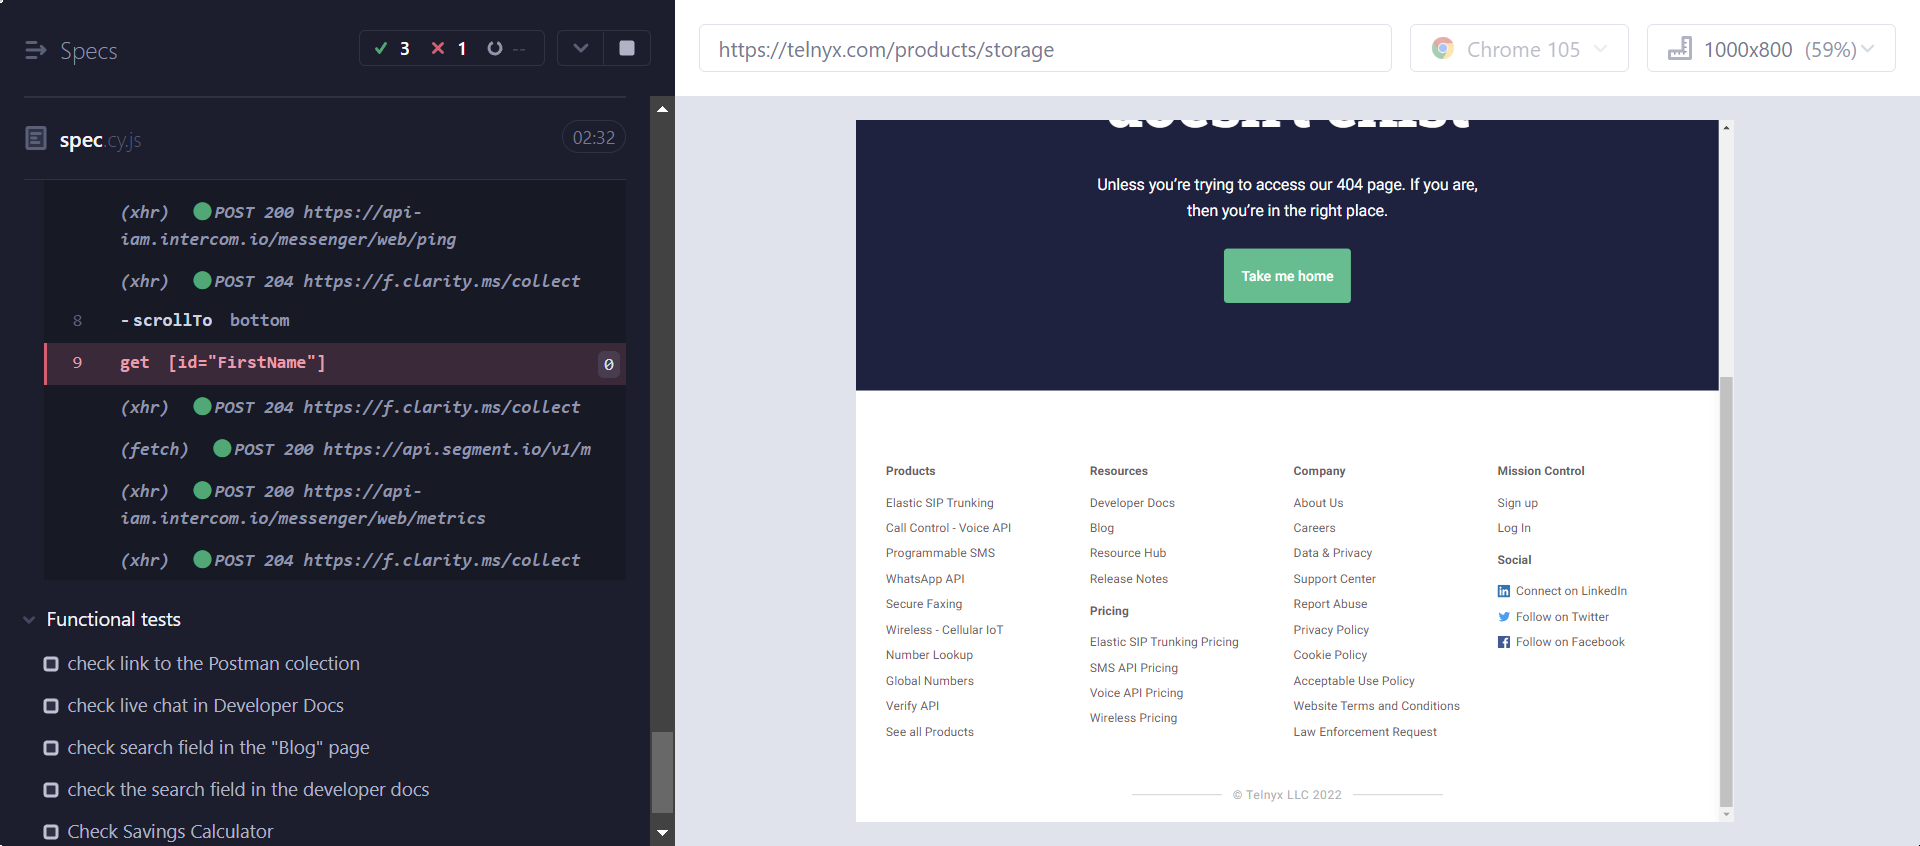 Specs
3 1 --
spec.cy.js
02:32
(xhr) POST 200 https://api-
iam.intercom.io/messenger/web/ping
(xhr) POST 204 https://f.clarity.ms/collect
8 -scrollTo bottom
9 get [id="FirstName"] 0
(xhr) POST 204 https://f.clarity.ms/collect
(fetch) POST 200 https://api.segment.io/v1/m
(xhr) POST 200 https://api-
iam.intercom.io/messenger/web/metrics
(xhr) POST 204 https://f.clarity.ms/collect
Functional tests
check link to the Postman colection
check live chat in Developer Docs
check search field in the "Blog" page
check the search field in the developer docs
Check Savings Calculator
https://telnyx.com/products/storage
Chrome 105
1000x800 (59%)
doesn't exist
Unless you're trying to access our 404 page. If you are,
then you're in the right place.
Take me home
Products
Elastic SIP Trunking
Call Control - Voice API
Programmable SMS
WhatsApp API
Secure Faxing
Wireless - Cellular IoT
Number Lookup
Global Numbers
Verify API
See all Products
Resources
Developer Docs
Blog
Resource Hub
Release Notes
Pricing
Elastic SIP Trunking Pricing
SMS API Pricing
Voice API Pricing
Wireless Pricing
Company
About Us
Careers
Data & Privacy
Support Center
Report Abuse
Privacy Policy
Cookie Policy
Acceptable Use Policy
Website Terms and Conditions
Law Enforcement Request
Mission Control
Sign up
Log In
Social
Connect on LinkedIn
Follow on Twitter
Follow on Facebook
© Telnyx LLC 2022